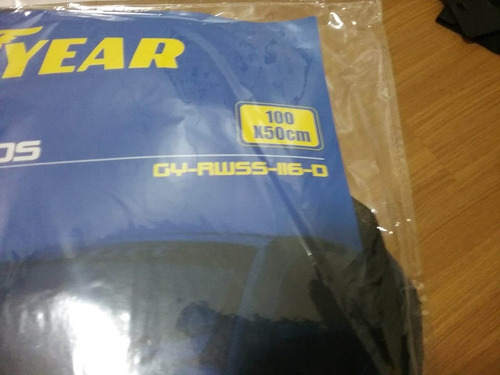 YEAR
100
X50cm
OS
GY-RWSS-116-D